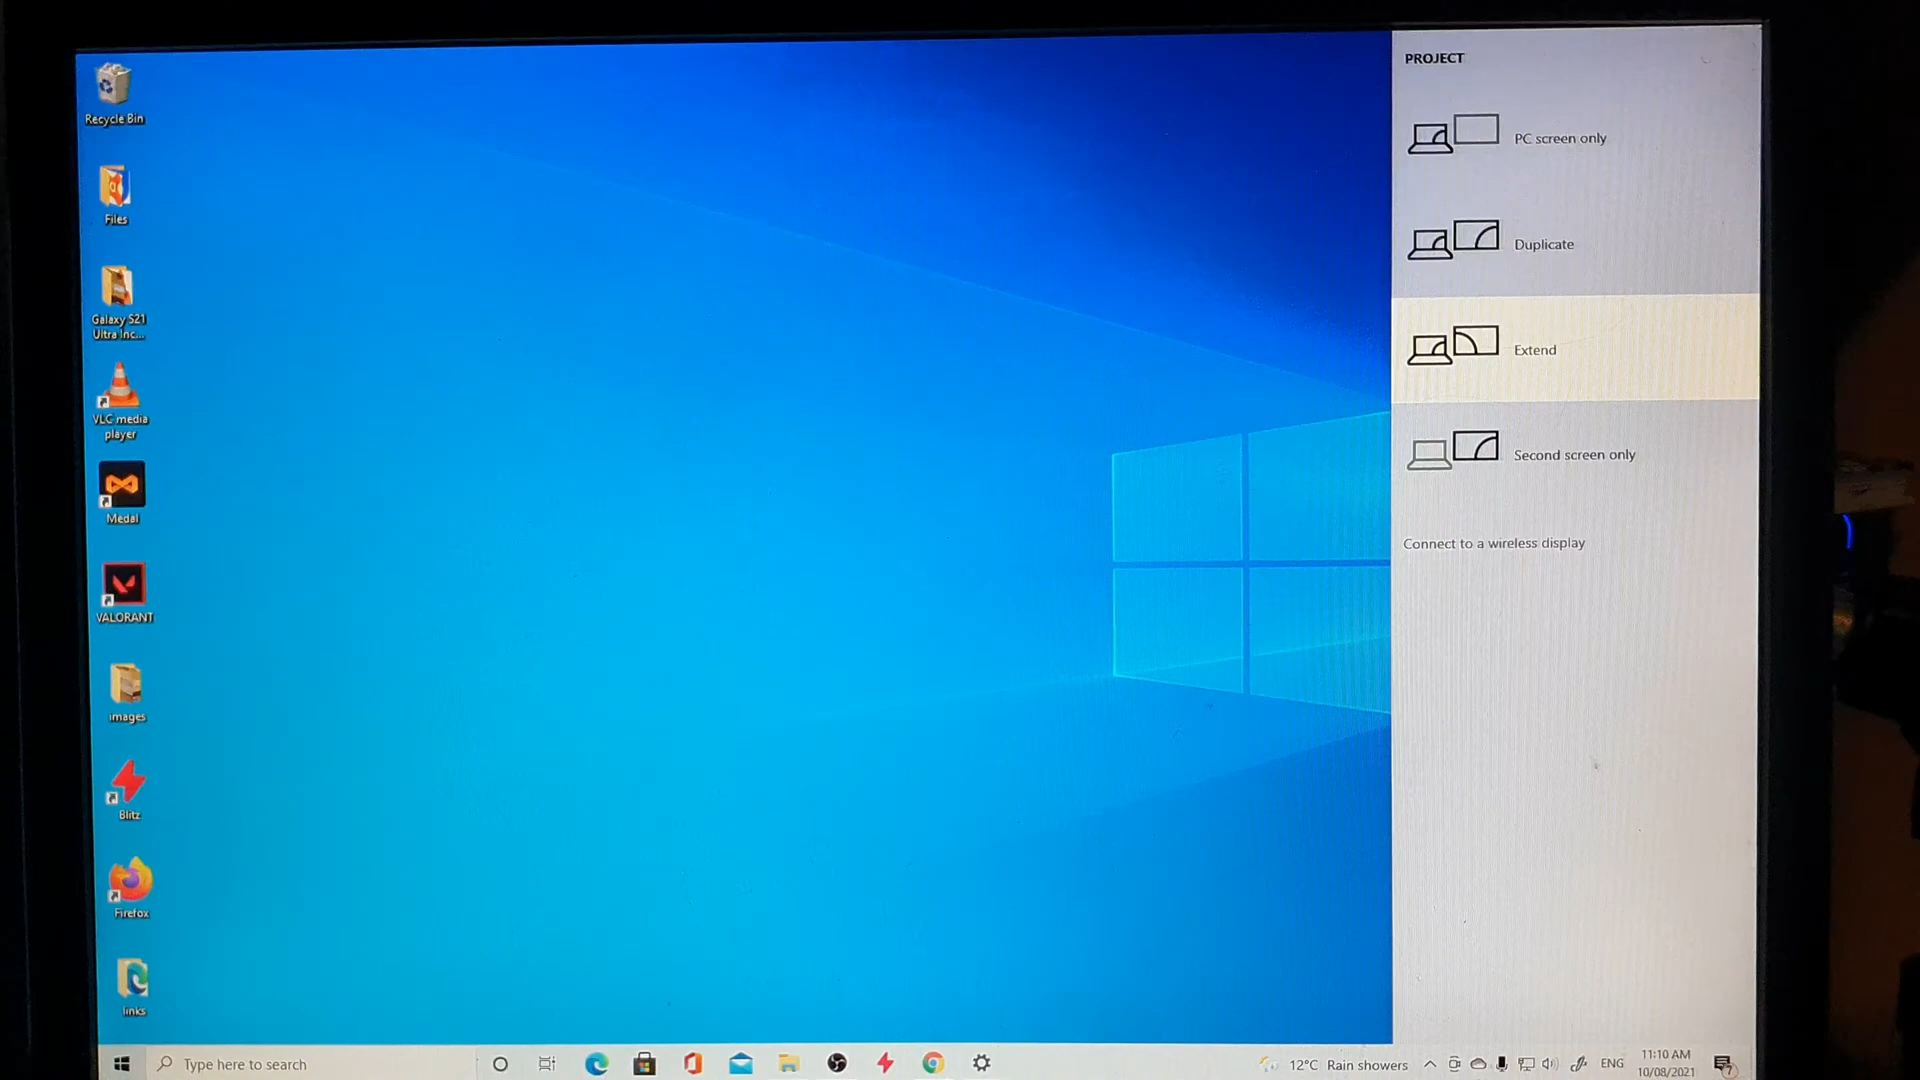 Recycle Bin
Files
Galaxy S21
Ultra Inc...
VLC media
player
Medal
VALORANT
images
Blitz
Firefox
links
PROJECT
PC screen only
Duplicate
Extend
Second screen only
Connect to a wireless display
Type here to search
12°C Rain showers
ENG
11:10 AM
10/08/2021
7